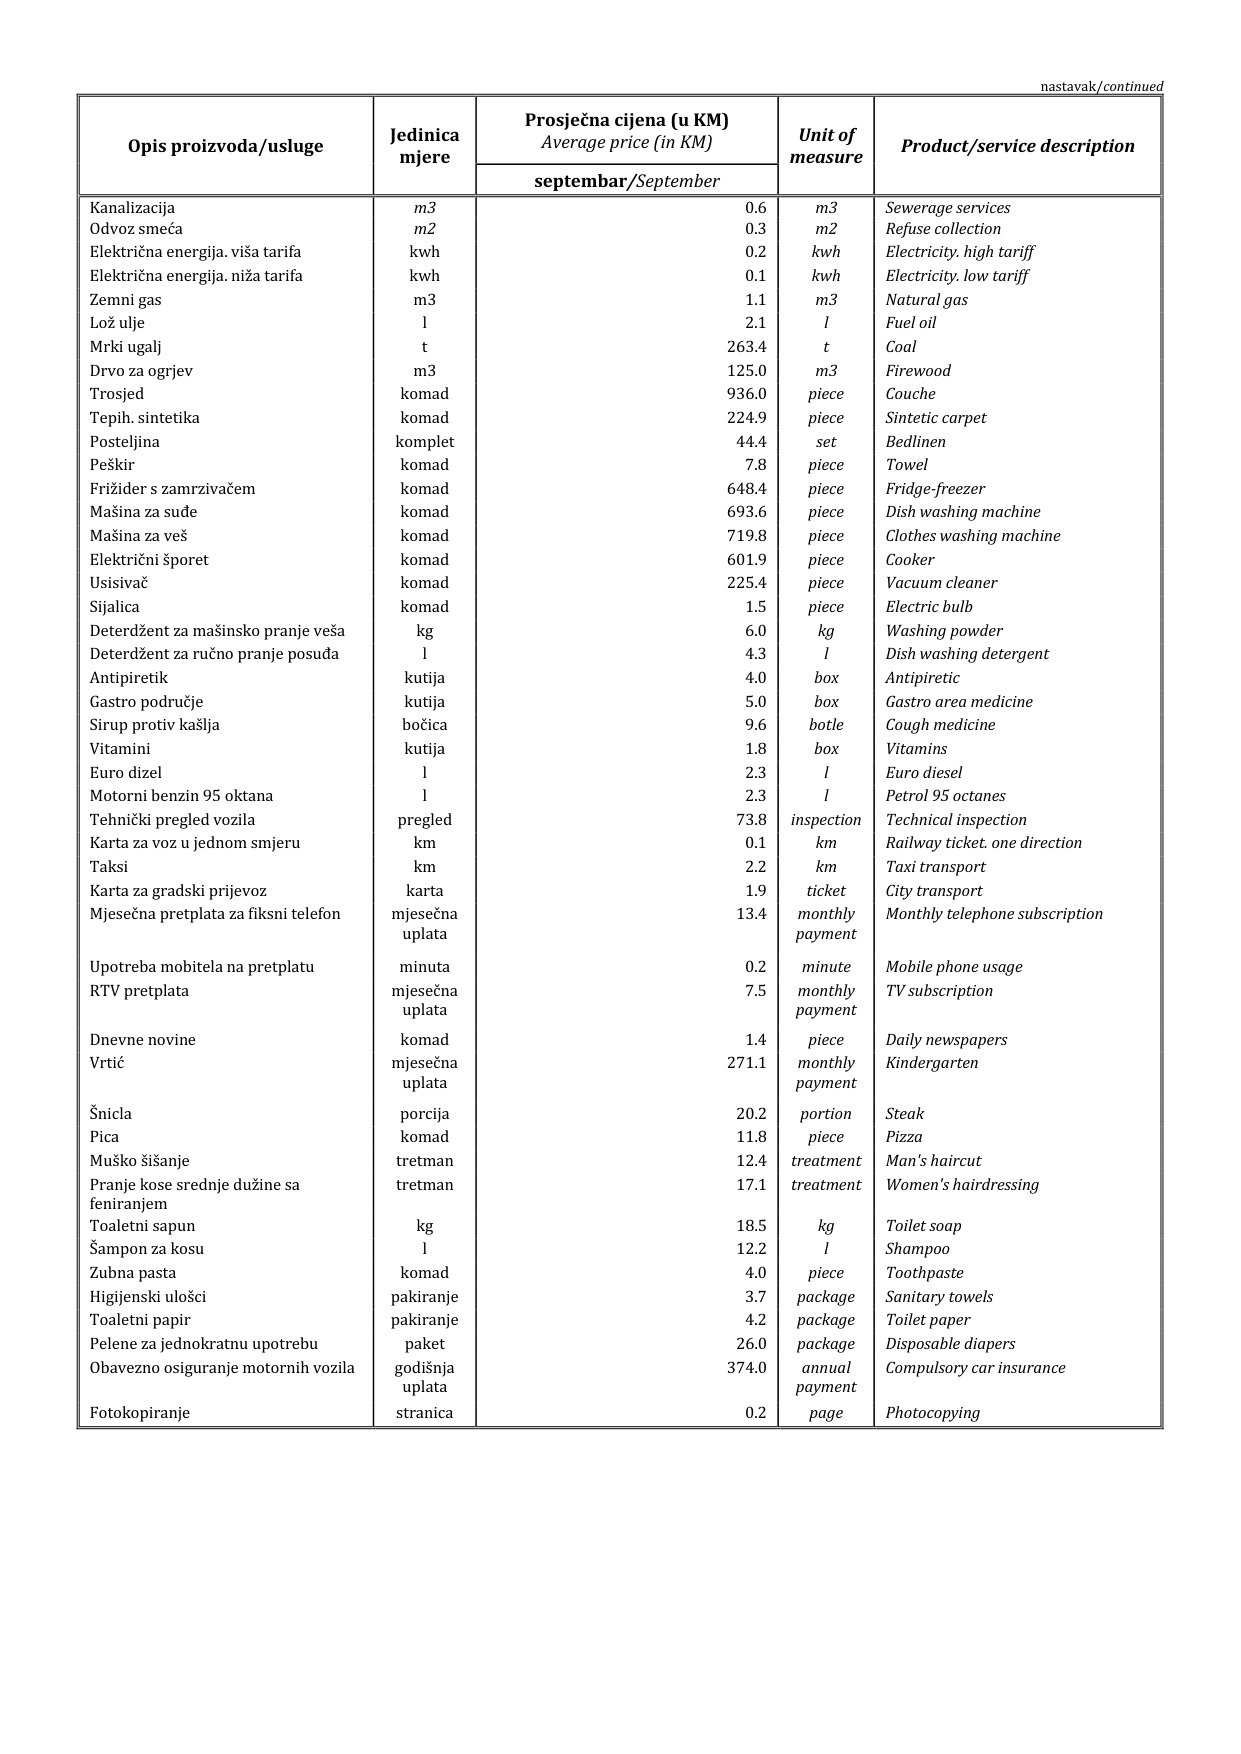 nastavak/continued
Opis proizvoda/usluge Jedinica mjere Prosječna cijena (u KM) Average price (in KM) Unit of measure Product/service description
septembar/September
Kanalizacija m3 0.6 m3 Sewerage services
Odvoz smeća m2 0.3 m2 Refuse collection
Električna energija. viša tarifa kwh 0.2 kwh Electricity. high tariff
Električna energija. niža tarifa kwh 0.1 kwh Electricity. low tariff
Zemni gas m3 1.1 m3 Natural gas
Lož ulje l 2.1 l Fuel oil
Mrki ugalj t 263.4 t Coal
Drvo za ogrjev m3 125.0 m3 Firewood
Trosjed komad 936.0 piece Couche
Tepih. sintetika komad 224.9 piece Sintetic carpet
Posteljina komplet 44.4 set Bedlinen
Peškir komad 7.8 piece Towel
Frižider s zamrzivačem komad 648.4 piece Fridge-freezer
Mašina za suđe komad 693.6 piece Dish washing machine
Mašina za veš komad 719.8 piece Clothes washing machine
Električni šporet komad 601.9 piece Cooker
Usisivač komad 225.4 piece Vacuum cleaner
Sijalica komad 1.5 piece Electric bulb
Deterdžent za mašinsko pranje veša kg 6.0 kg Washing powder
Deterdžent za ručno pranje posuđa l 4.3 l Dish washing detergent
Antipiretik kutija 4.0 box Antipiretic
Gastro područje kutija 5.0 box Gastro area medicine
Sirup protiv kašlja bočica 9.6 botle Cough medicine
Vitamini kutija 1.8 box Vitamins
Euro dizel l 2.3 l Euro diesel
Motorni benzin 95 oktana l 2.3 l Petrol 95 octanes
Tehnički pregled vozila pregled 73.8 inspection Technical inspection
Karta za voz u jednom smjeru km 0.1 km Railway ticket. one direction
Taksi km 2.2 km Taxi transport
Karta za gradski prijevoz karta 1.9 ticket City transport
Mjesečna pretplata za fiksni telefon mjesečna 13.4 monthly Monthly telephone subscription
uplata payment
Upotreba mobitela na pretplatu minuta 0.2 minute Mobile phone usage
RTV pretplata mjesečna 7.5 monthly TV subscription
uplata payment
Dnevne novine komad 1.4 piece Daily newspapers
Vrtić mjesečna 271.1 monthly Kindergarten
uplata payment
Šnicla porcija 20.2 portion Steak
Pica komad 11.8 piece Pizza
Muško šišanje tretman 12.4 treatment Man's haircut
Pranje kose srednje dužine sa tretman 17.1 treatment Women's hairdressing
feniranjem
Toaletni sapun kg 18.5 kg Toilet soap
Šampon za kosu l 12.2 l Shampoo
Zubna pasta komad 4.0 piece Toothpaste
Higijenski ulošci pakiranje 3.7 package Sanitary towels
Toaletni papir pakiranje 4.2 package Toilet paper
Pelene za jednokratnu upotrebu paket 26.0 package Disposable diapers
Obavezno osiguranje motornih vozila godišnja 374.0 annual Compulsory car insurance
uplata payment
Fotokopiranje stranica 0.2 page Photocopying